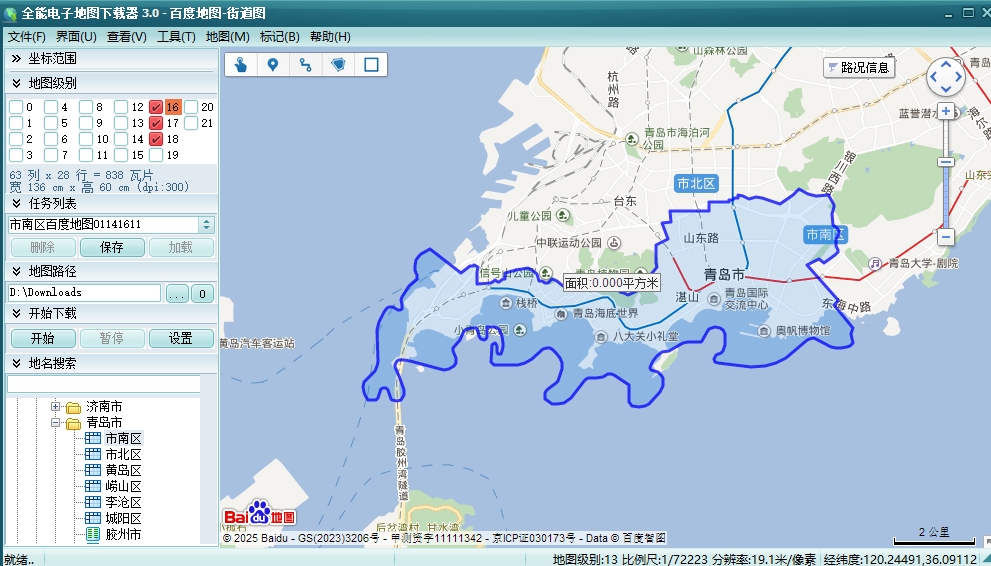 全能电子地图下载器 3.0 - 百度地图-街道图
文件(F) 界面(U) 查看(V) 工具(T) 地图(M) 标记(B) 帮助(H)
坐标范围
地图级别
0 4 8 12 16 20
1 5 9 13 17 21
2 6 10 14 18
3 7 11 15 19
63 列 x 28 行 = 838 瓦片
宽 136 cm x 高 60 cm (dpi:300)
任务列表
市南区百度地图01141611
删除 保存 加载
地图路径
D:\Downloads ... 0
开始下载
开始 暂停 设置
地名搜索
济南市
青岛市
市南区
市北区
黄岛区
崂山区
李沧区
城阳区
胶州市
山森林公园
路况信息
杭州路
青岛市海泊河公园
市北区
台东
儿童公园
中联运动公园
山东路
市南区
银川西路
信号山公园
面积:0.000平方米
青岛市
青岛大学-剧院
栈桥
青岛海底世界
湛山
青岛国际交流中心
东海中路
小青岛公园
八大关小礼堂
奥帆博物馆
黄岛汽车客运站
青岛胶州湾隧道
后岔湾村
甘水湾
Baidu地图
2 公里
© 2025 Baidu - GS(2023)3206号 - 甲测资字11111342 - 京ICP证030173号 - Data © 百度智图
就绪.. 地图级别:13 比例尺:1/72223 分辨率:19.1米/像素 经纬度:120.24491,36.09112